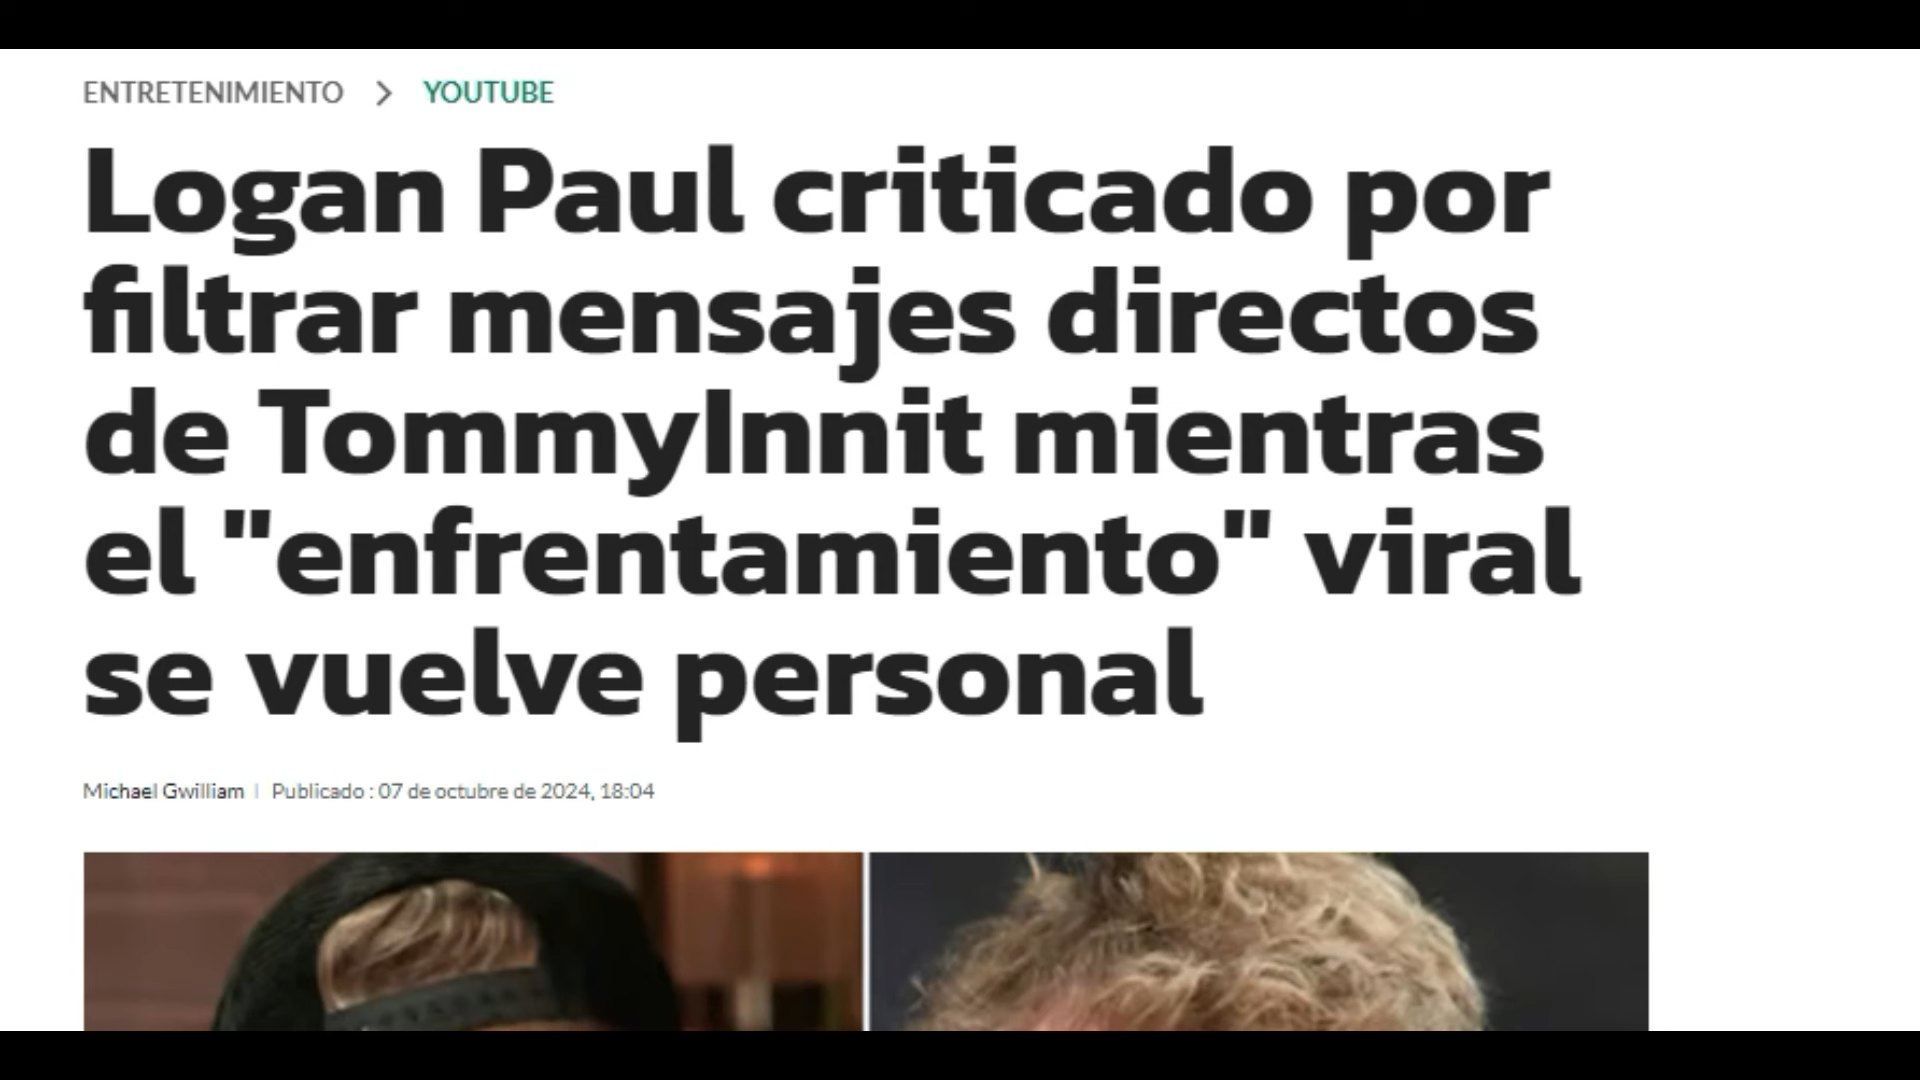 ENTRETENIMIENTO > YOUTUBE
Logan Paul criticado por
filtrar mensajes directos
de TommyInnit mientras
el "enfrentamiento" viral
se vuelve personal
Michael Gwilliam | Publicado : 07 de octubre de 2024, 18:04